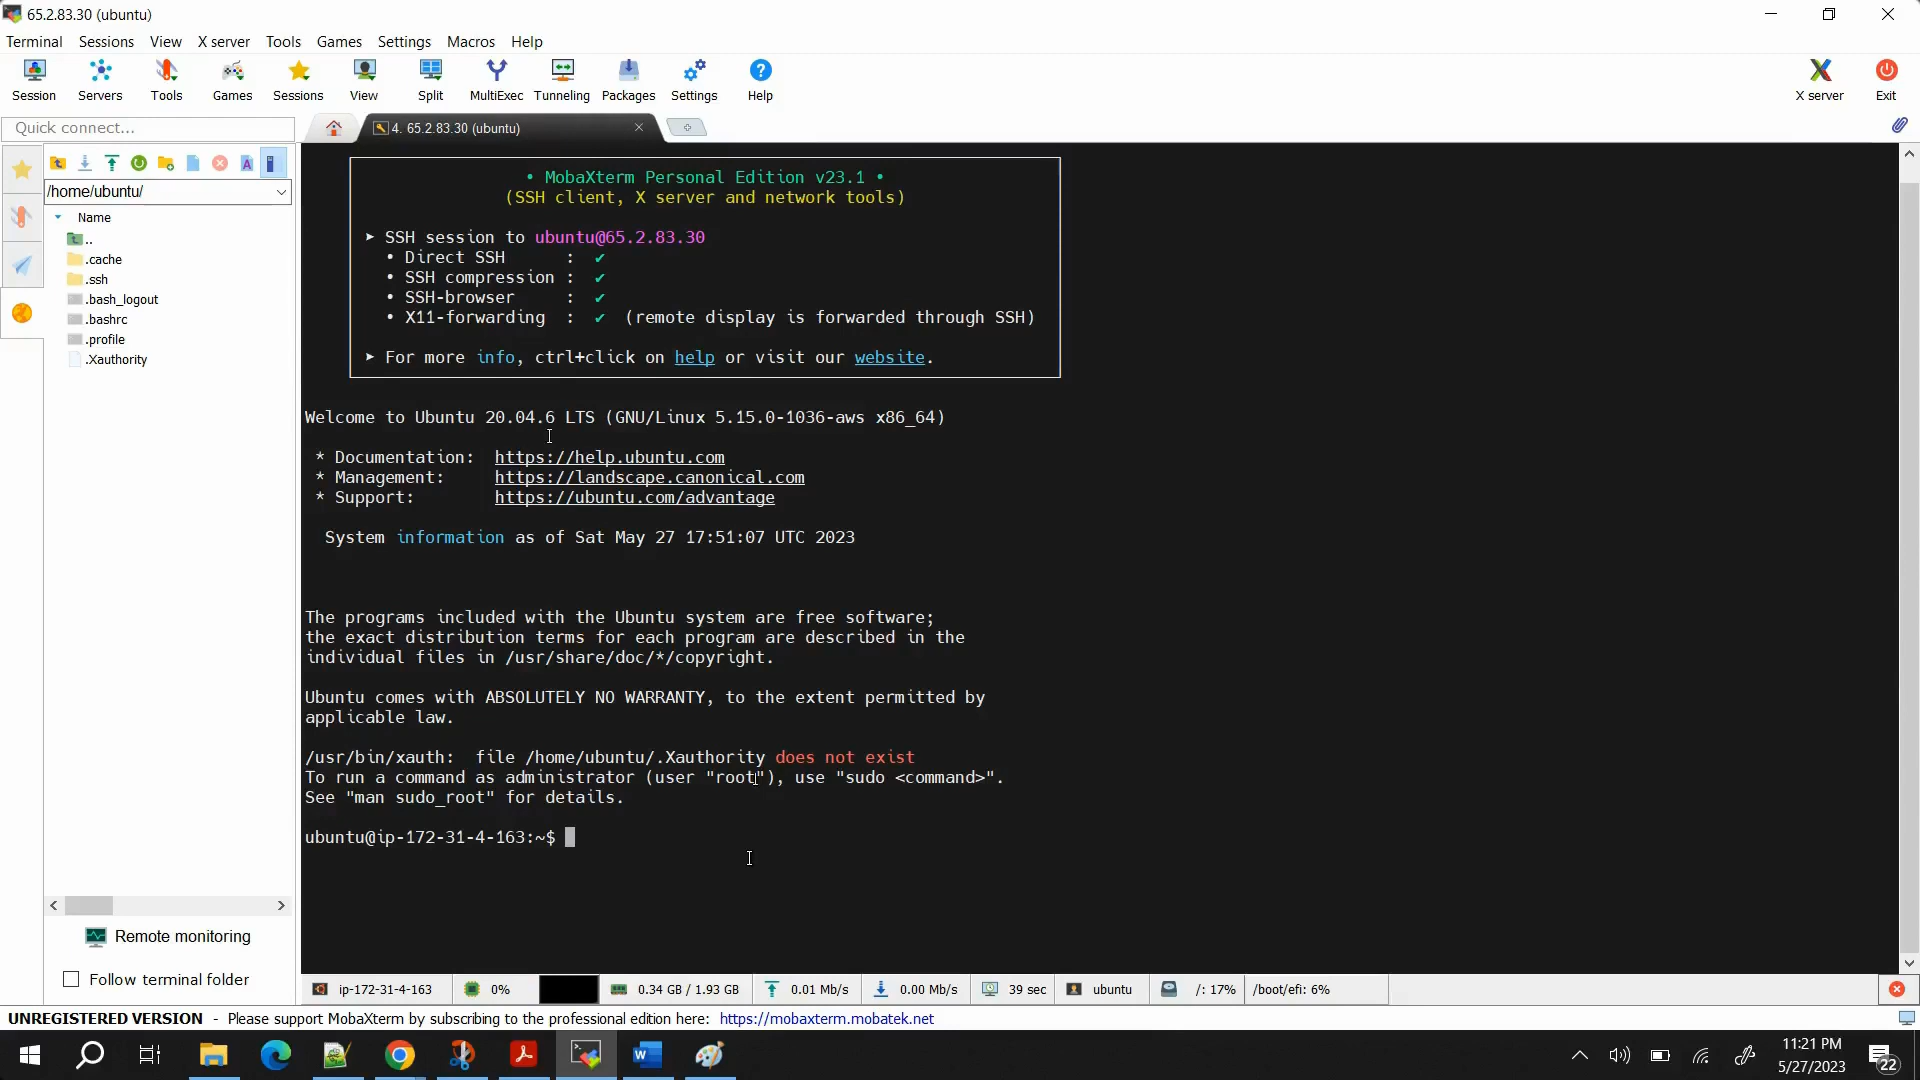 65.2.83.30 (ubuntu)
Terminal Sessions View X server Tools Games Settings Macros Help
Session Servers Tools Games Sessions View Split MultiExec Tunneling Packages Settings Help X server Exit
Quick connect...
4. 65.2.83.30 (ubuntu)
/home/ubuntu/
Name
..
.cache
.ssh
.bash_logout
.bashrc
.profile
.Xauthority
• MobaXterm Personal Edition v23.1 •
(SSH client, X server and network tools)
➤ SSH session to ubuntu@65.2.83.30
• Direct SSH : ✔
• SSH compression : ✔
• SSH-browser : ✔
• X11-forwarding : ✔ (remote display is forwarded through SSH)
➤ For more info, ctrl+click on help or visit our website.
Welcome to Ubuntu 20.04.6 LTS (GNU/Linux 5.15.0-1036-aws x86_64)
* Documentation: https://help.ubuntu.com
* Management: https://landscape.canonical.com
* Support: https://ubuntu.com/advantage
System information as of Sat May 27 17:51:07 UTC 2023
The programs included with the Ubuntu system are free software;
the exact distribution terms for each program are described in the
individual files in /usr/share/doc/*/copyright.
Ubuntu comes with ABSOLUTELY NO WARRANTY, to the extent permitted by
applicable law.
/usr/bin/xauth: file /home/ubuntu/.Xauthority does not exist
To run a command as administrator (user "root"), use "sudo <command>".
See "man sudo_root" for details.
ubuntu@ip-172-31-4-163:~$
Remote monitoring
Follow terminal folder
ip-172-31-4-163 0% 0.34 GB / 1.93 GB 0.01 Mb/s 0.00 Mb/s 39 sec ubuntu /: 17% /boot/efi: 6%
UNREGISTERED VERSION - Please support MobaXterm by subscribing to the professional edition here: https://mobaxterm.mobatek.net
11:21 PM
5/27/2023
22